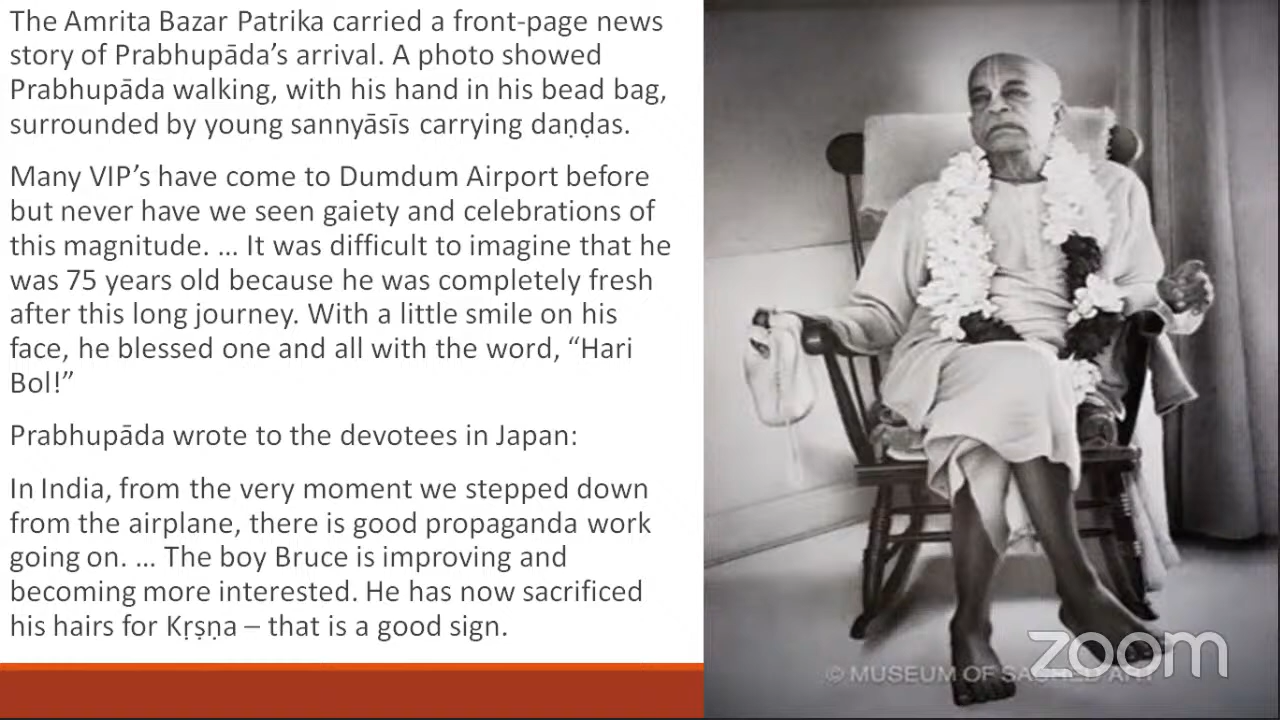 The Amrita Bazar Patrika carried a front-page news
story of Prabhupāda’s arrival. A photo showed
Prabhupāda walking, with his hand in his bead bag,
surrounded by young sannyāsīs carrying daṇḍas.
Many VIP’s have come to Dumdum Airport before
but never have we seen gaiety and celebrations of
this magnitude. ... It was difficult to imagine that he
was 75 years old because he was completely fresh
after this long journey. With a little smile on his
face, he blessed one and all with the word, “Hari
Bol!”
Prabhupāda wrote to the devotees in Japan:
In India, from the very moment we stepped down
from the airplane, there is good propaganda work
going on. ... The boy Bruce is improving and
becoming more interested. He has now sacrificed
his hairs for Kṛṣṇa – that is a good sign.
© MUSEUM OF SACRED ART
zoom